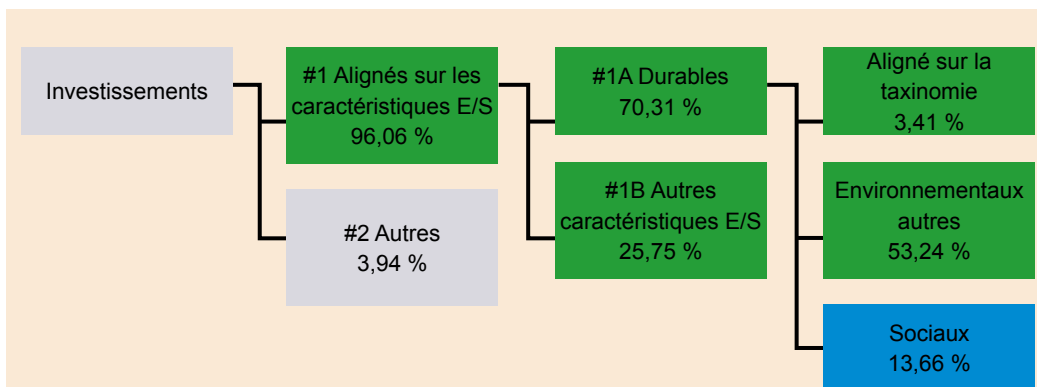 Investissements
#1 Alignés sur les
caractéristiques E/S
96,06 %
#2 Autres
3,94 %
#1A Durables
70,31 %
#1B Autres
caractéristiques E/S
25,75 %
Aligné sur la
taxinomie
3,41 %
Environnementaux
autres
53,24 %
Sociaux
13,66 %